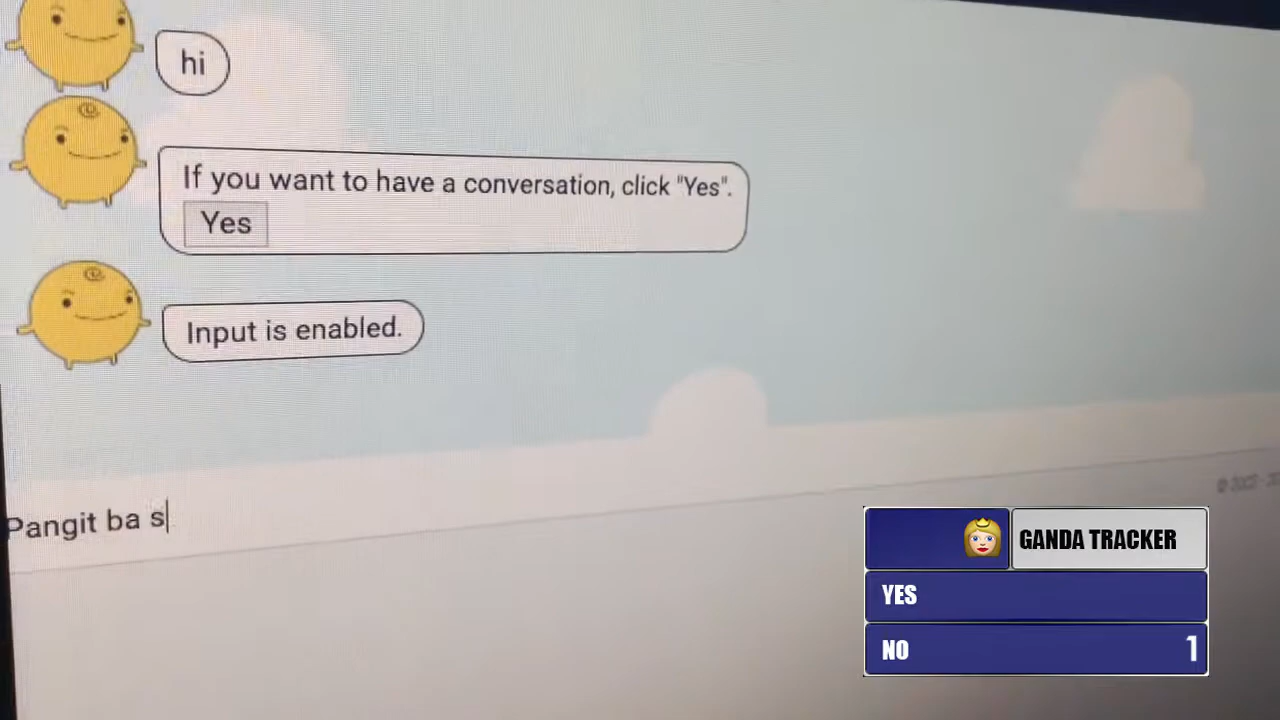 hi
If you want to have a conversation, click "Yes".
Yes
Input is enabled.
Pangit ba s
GANDA TRACKER
YES
NO 1